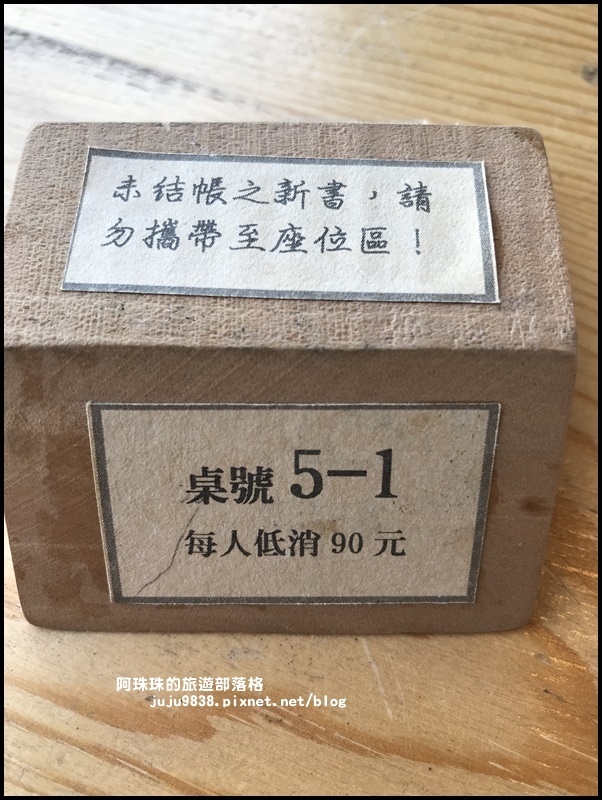 未結帳之新書，請
勿攜帶至座位區！
桌號 5-1
每人低消 90 元
阿珠珠的旅遊部落格
juju9838.pixnet.net/blog